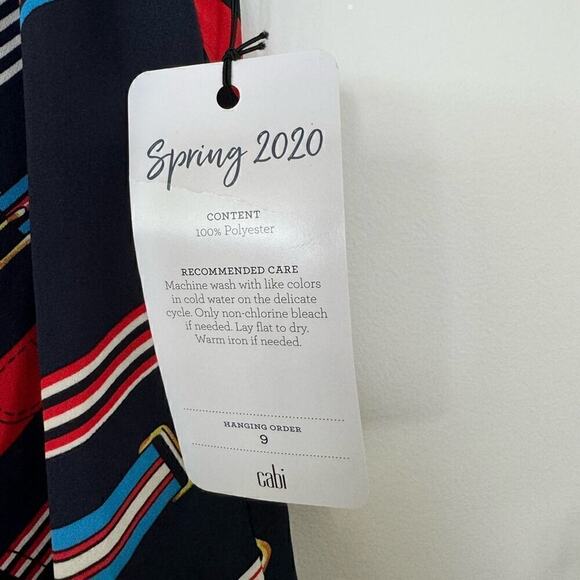 Spring 2020
CONTENT
100% Polyester
RECOMMENDED CARE
Machine wash with like colors
in cold water on the delicate
cycle. Only non-chlorine bleach
if needed. Lay flat to dry.
Warm iron if needed.
HANGING ORDER
9
cabi